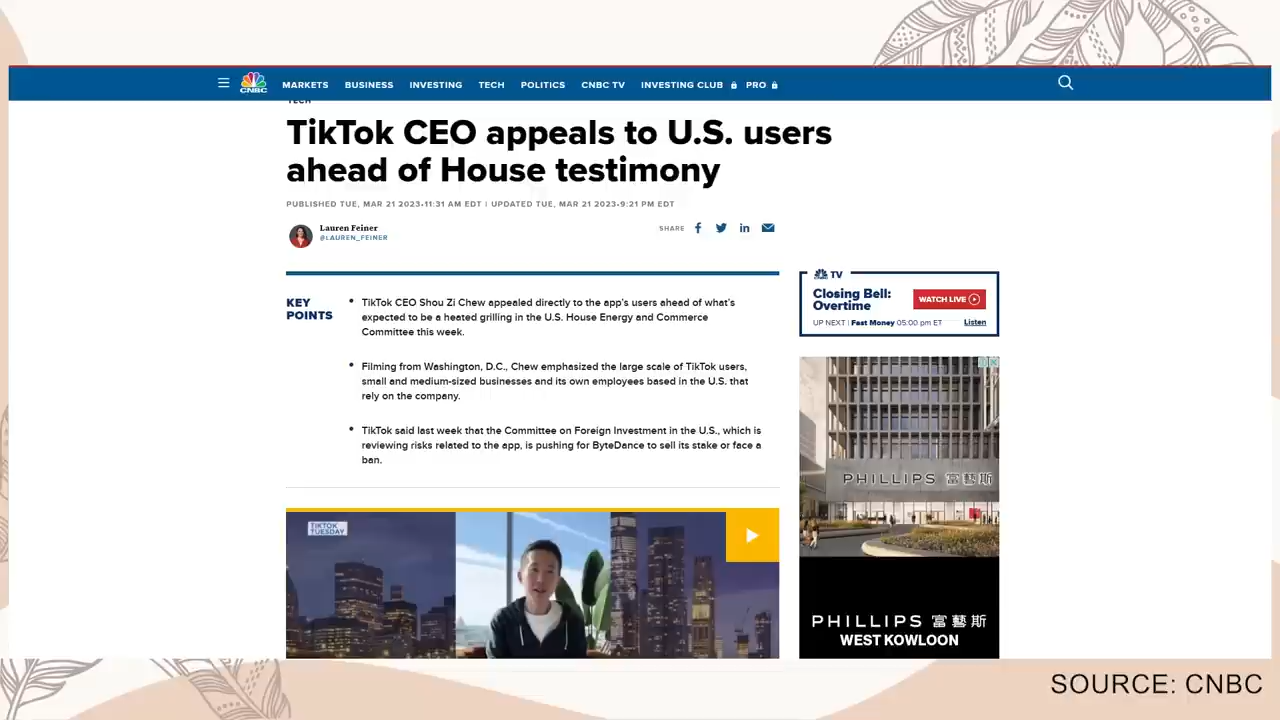 CNBC
MARKETS BUSINESS INVESTING TECH POLITICS CNBC TV INVESTING CLUB PRO
TECH
TikTok CEO appeals to U.S. users
ahead of House testimony
PUBLISHED TUE, MAR 21 2023•11:31 AM EDT | UPDATED TUE, MAR 21 2023•9:21 PM EDT
Lauren Feiner
@LAUREN_FEINER
SHARE
KEY
POINTS
• TikTok CEO Shou Zi Chew appealed directly to the app's users ahead of what's
expected to be a heated grilling in the U.S. House Energy and Commerce
Committee this week.
• Filming from Washington, D.C., Chew emphasized the large scale of TikTok users,
small and medium-sized businesses and its own employees based in the U.S. that
rely on the company.
• TikTok said last week that the Committee on Foreign Investment in the U.S., which is
reviewing risks related to the app, is pushing for ByteDance to sell its stake or face a
ban.
TIKTOK
TUESDAY
CNBC TV
Closing Bell:
Overtime
WATCH LIVE
UP NEXT | Fast Money 05:00 pm ET
Listen
PHILLIPS 富藝斯
PHILLIPS 富藝斯
WEST KOWLOON
SOURCE: CNBC